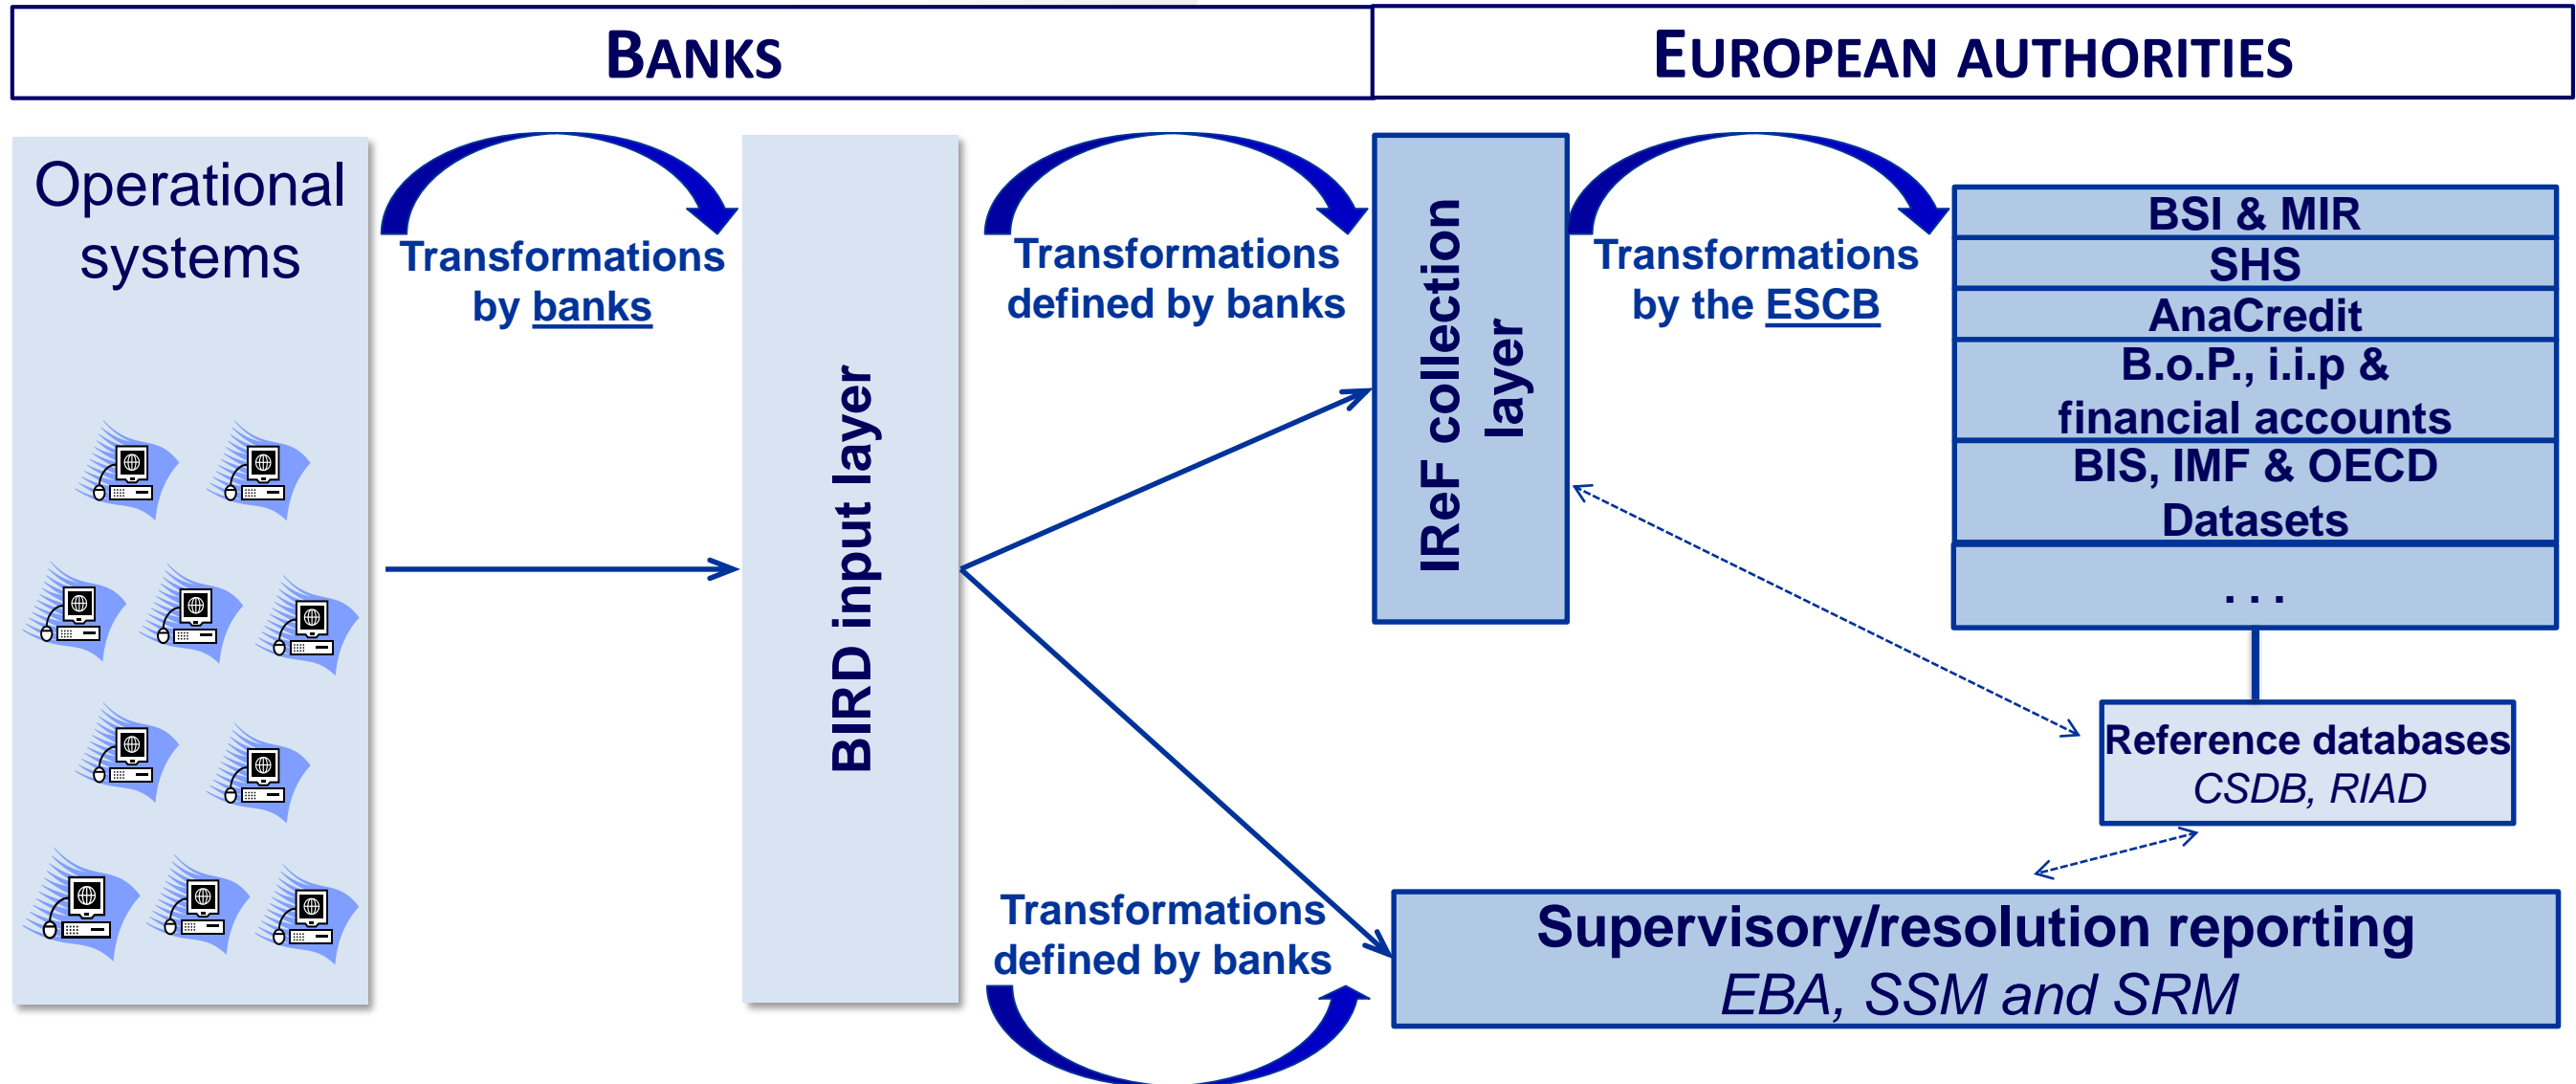 BANKS
EUROPEAN AUTHORITIES
Operational
systems
Transformations
by banks
BIRD input layer
Transformations
defined by banks
IReF collection
layer
Transformations
by the ESCB
BSI & MIR
SHS
AnaCredit
B.o.P., i.i.p &
financial accounts
BIS, IMF & OECD
Datasets
. . .
Reference databases
CSDB, RIAD
Transformations
defined by banks
Supervisory/resolution reporting
EBA, SSM and SRM